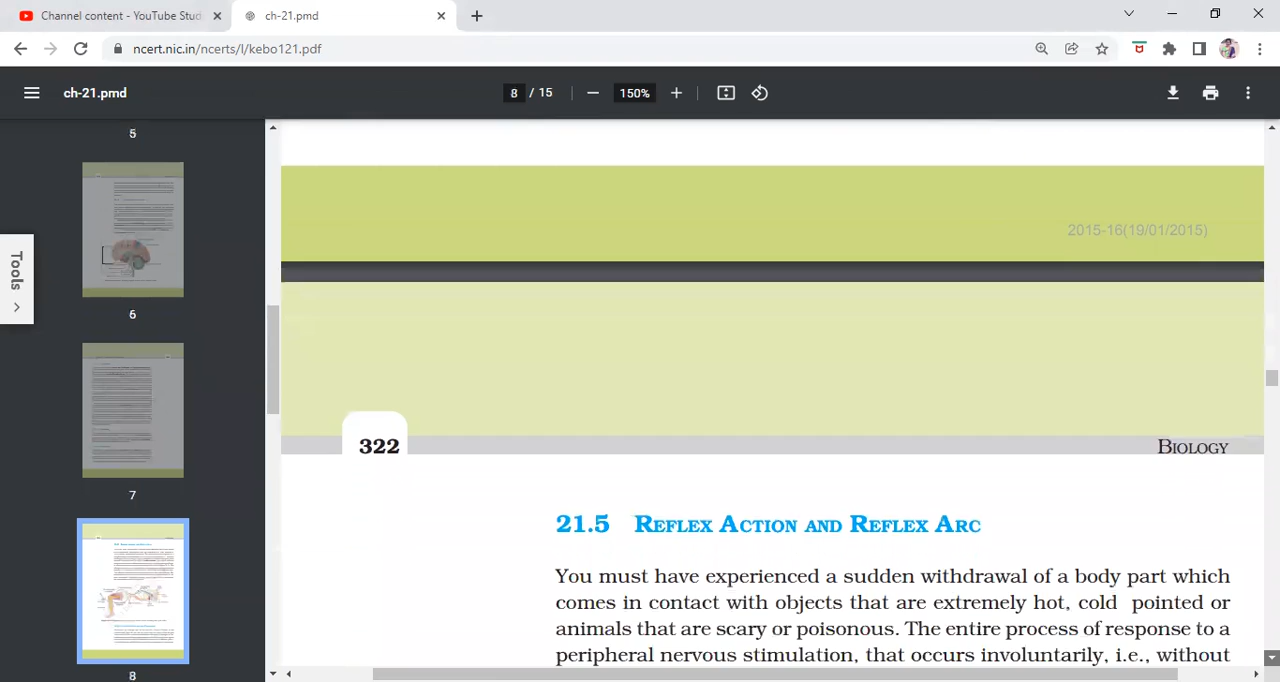 Channel content - YouTube Stud
ch-21.pmd
ncert.nic.in/ncerts/l/kebo121.pdf
ch-21.pmd
8 / 15
150%
5
6
7
8
Tools
2015-16(19/01/2015)
322
BIOLOGY
21.5 REFLEX ACTION AND REFLEX ARC
You must have experienced a sudden withdrawal of a body part which
comes in contact with objects that are extremely hot, cold pointed or
animals that are scary or poisonous. The entire process of response to a
peripheral nervous stimulation, that occurs involuntarily, i.e., without